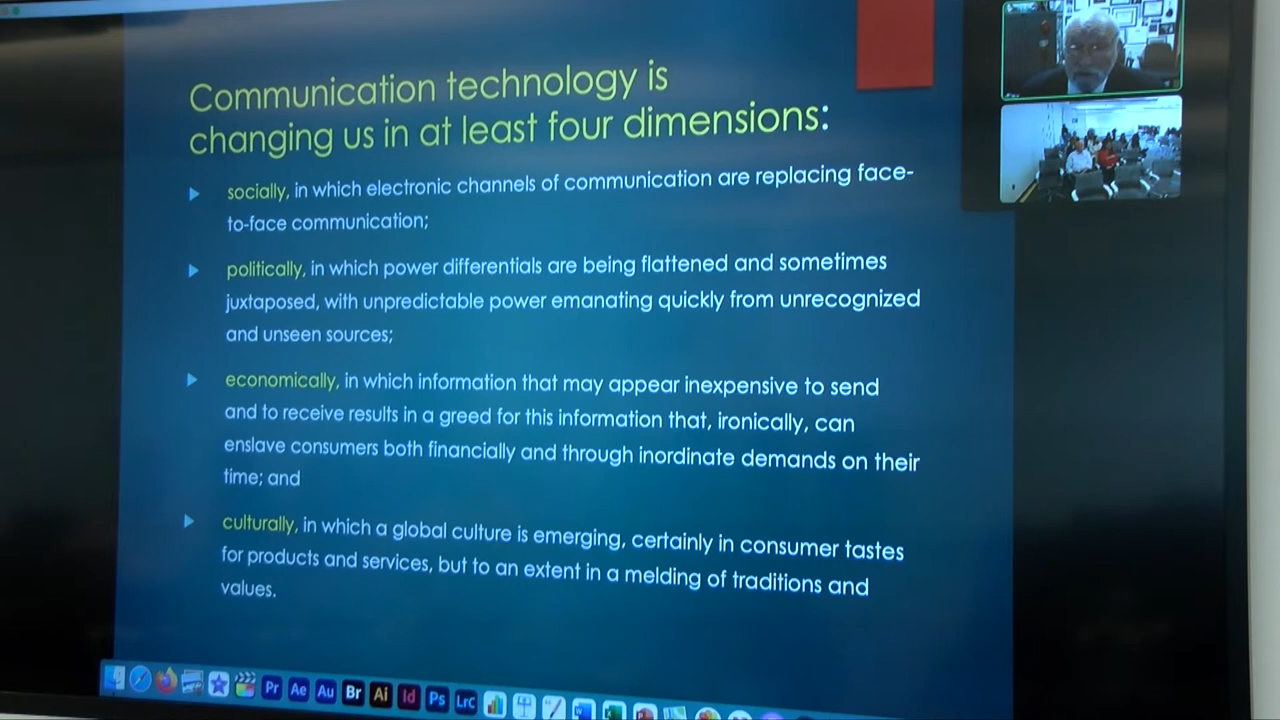 Communication technology is
changing us in at least four dimensions:
socially, in which electronic channels of communication are replacing face-
to-face communication;
politically, in which power differentials are being flattened and sometimes
juxtaposed, with unpredictable power emanating quickly from unrecognized
and unseen sources;
economically, in which information that may appear inexpensive to send
and to receive results in a greed for this information that, ironically, can
enslave consumers both financially and through inordinate demands on their
time; and
culturally, in which a global culture is emerging, certainly in consumer tastes
for products and services, but to an extent in a melding of traditions and
values.
Pr Ae Au Br Ai Id Ps LrC